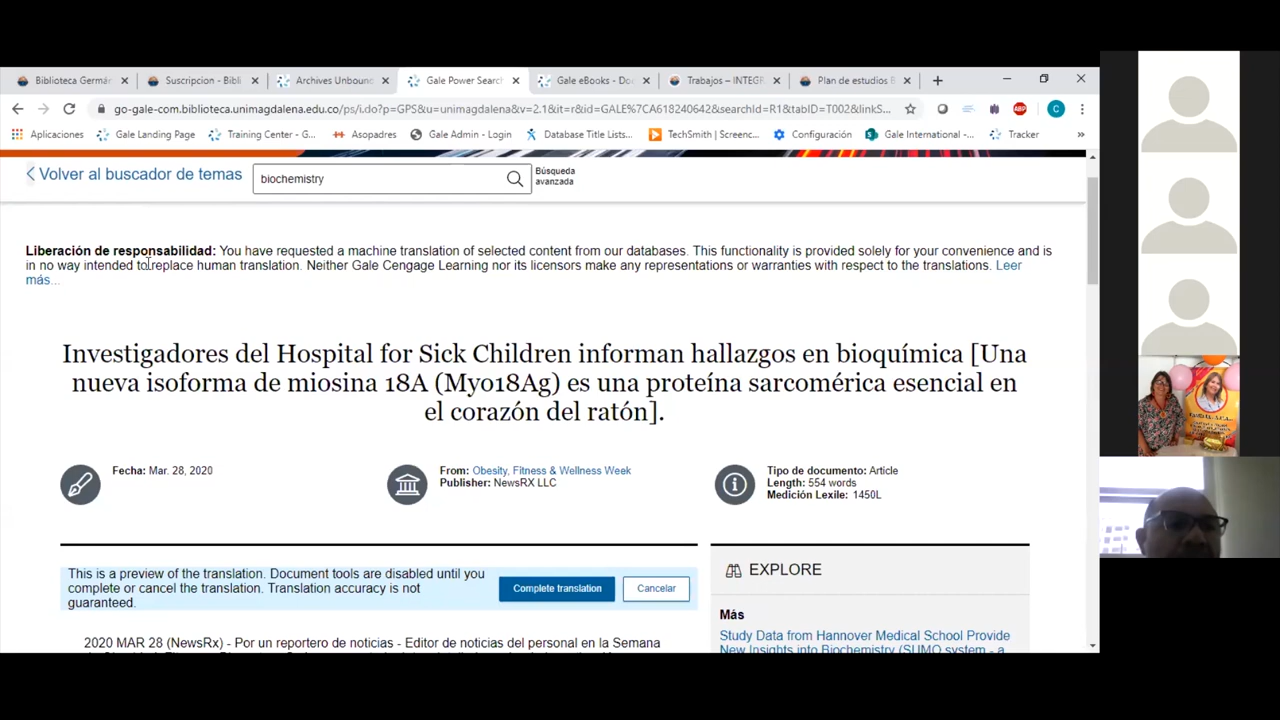 Biblioteca Germá
Suscripcion - Bibli
Archives Unboun
Gale Power Searc
Gale eBooks - Do
Trabajos – INTEG
Plan de estudios B
go-gale-com.biblioteca.unimagdalena.edu.co/ps/i.do?p=GPS&u=unimagdalena&v=2.1&it=r&id=GALE%7CA618240642&searchId=R1&tabID=T002&linkS...
ABP
C
Aplicaciones
Gale Landing Page
Training Center - G...
Asopadres
Gale Admin - Login
Database Title Lists...
TechSmith | Screenc...
Configuración
Gale International -...
Tracker
»
Volver al buscador de temas
biochemistry
Búsqueda
avanzada
Liberación de responsabilidad: You have requested a machine translation of selected content from our databases. This functionality is provided solely for your convenience and is
in no way intended to replace human translation. Neither Gale Cengage Learning nor its licensors make any representations or warranties with respect to the translations. Leer
más...
Investigadores del Hospital for Sick Children informan hallazgos en bioquímica [Una
nueva isoforma de miosina 18A (Myo18Ag) es una proteína sarcomérica esencial en
el corazón del ratón].
Fecha: Mar. 28, 2020
From: Obesity, Fitness & Wellness Week
Publisher: NewsRX LLC
Tipo de documento: Article
Length: 554 words
Medición Lexile: 1450L
This is a preview of the translation. Document tools are disabled until you
complete or cancel the translation. Translation accuracy is not
guaranteed.
Complete translation
Cancelar
EXPLORE
Más
Study Data from Hannover Medical School Provide
New Insights into Biochemistry (SUMO system - a
2020 MAR 28 (NewsRx) - Por un reportero de noticias - Editor de noticias del personal en la Semana